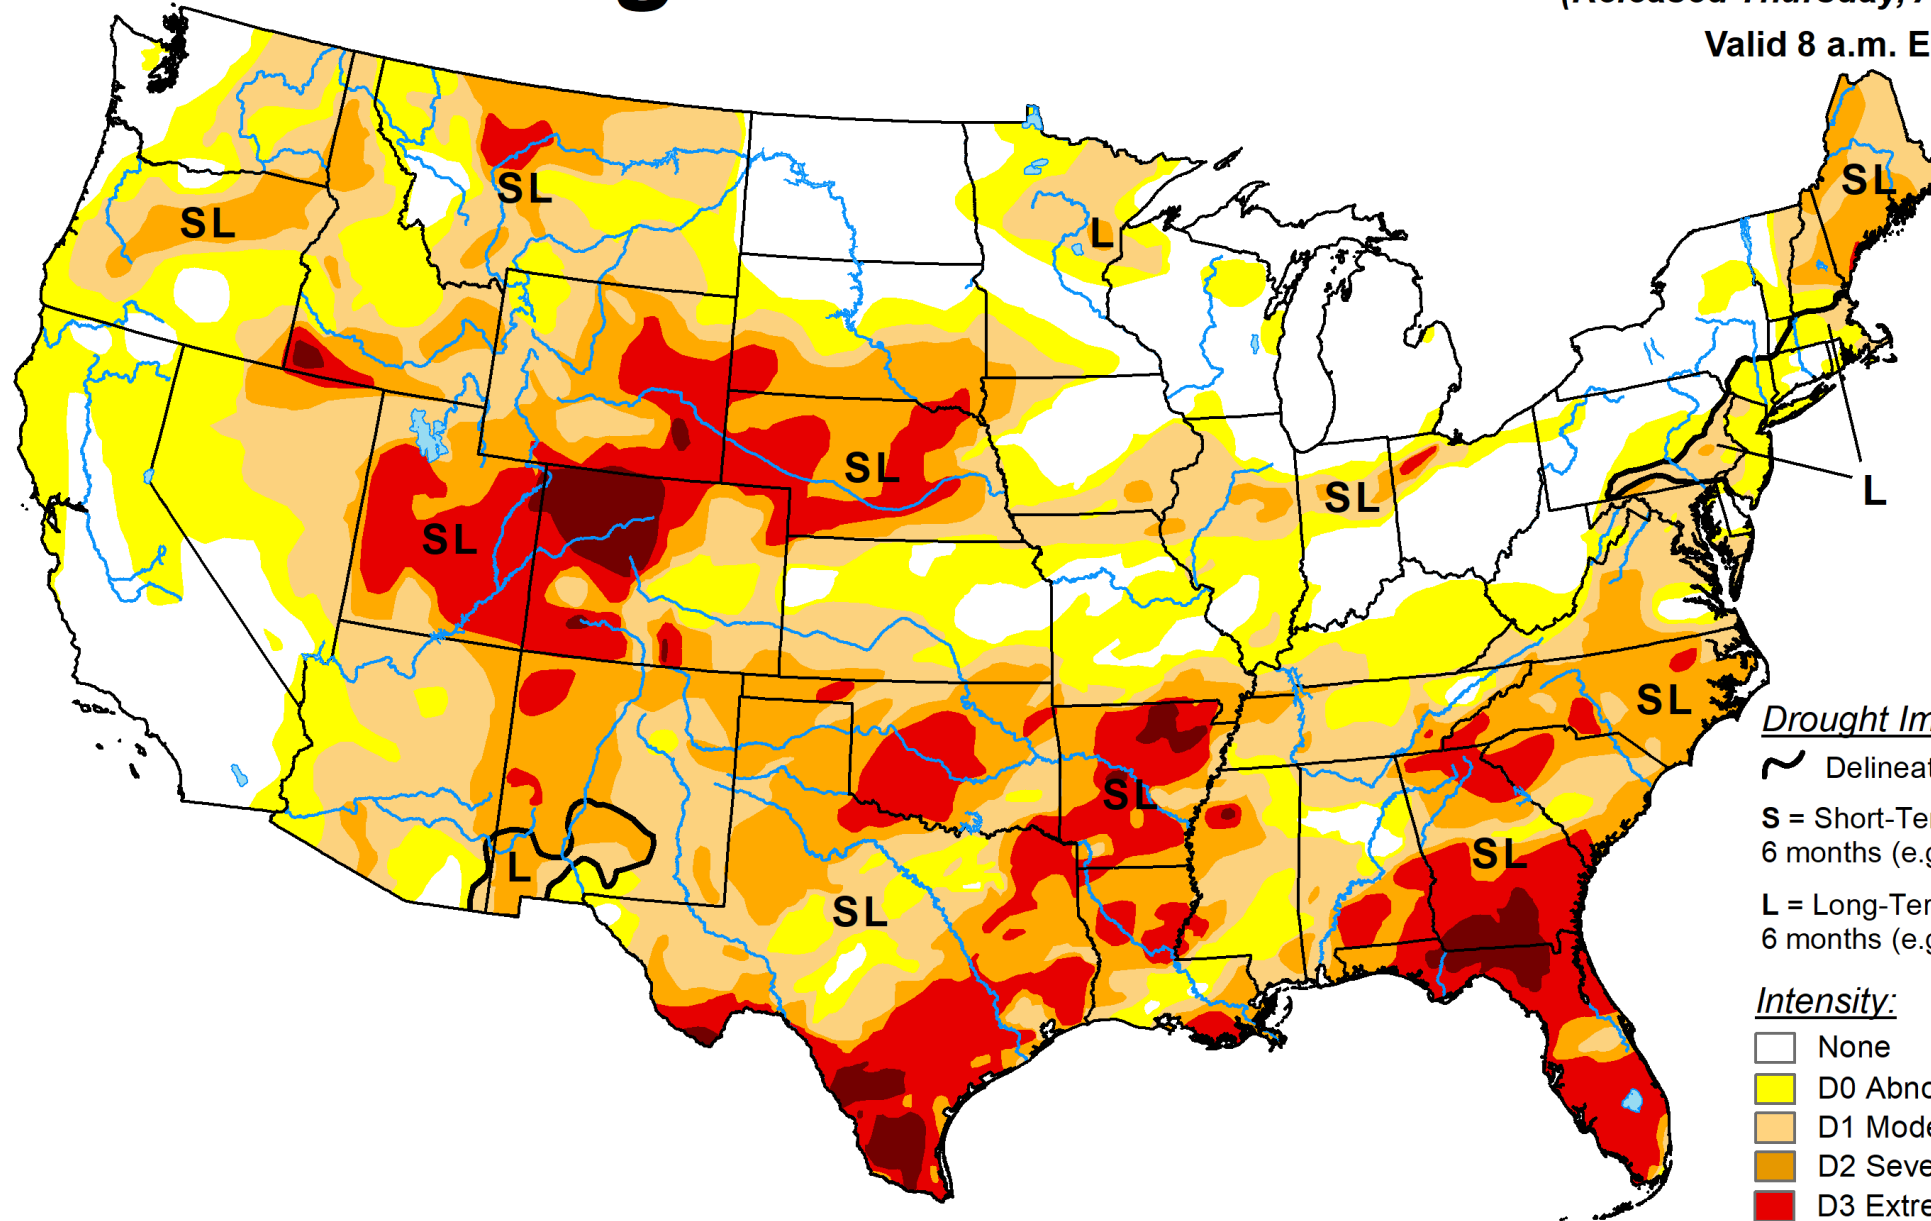 Valid 8 a.m. E
SL
SL
SL
L
SL
SL
SL
L
SL
SL
SL
SL
L
SL
Drought Im
Delineat
S = Short-Ter
6 months (e.g
L = Long-Ter
6 months (e.g
Intensity:
None
D0 Abno
D1 Mode
D2 Seve
D3 Extre